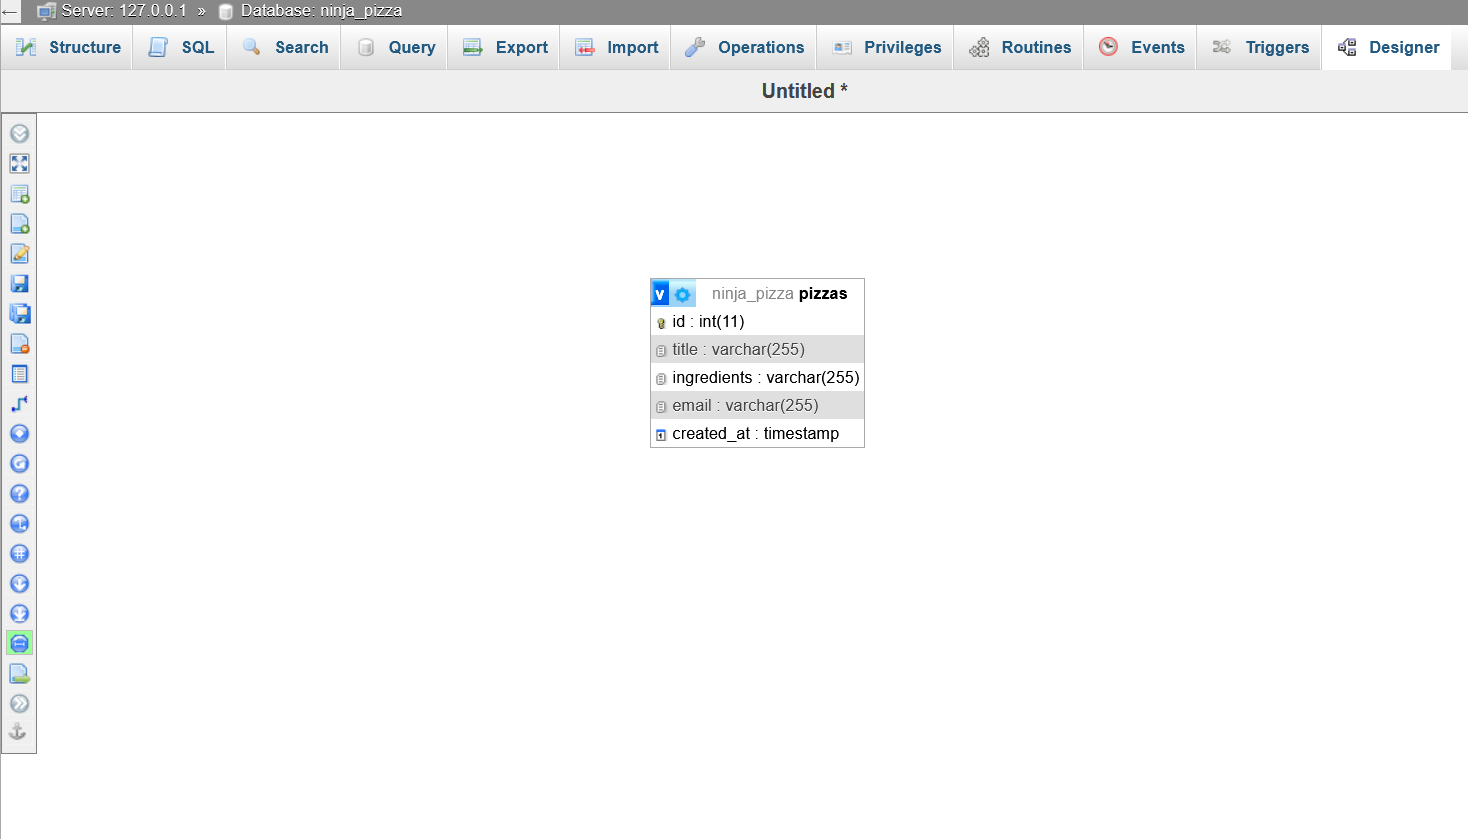 ← Server: 127.0.0.1 » Database: ninja_pizza
Structure SQL Search Query Export Import Operations Privileges Routines Events Triggers Designer
Untitled *
v ninja_pizza pizzas
id : int(11)
title : varchar(255)
ingredients : varchar(255)
email : varchar(255)
created_at : timestamp